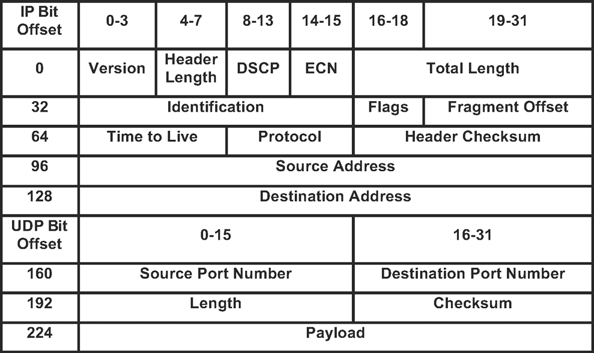 IP Bit Offset 0-3 4-7 8-13 14-15 16-18 19-31
0 Version Header Length DSCP ECN Total Length
32 Identification Flags Fragment Offset
64 Time to Live Protocol Header Checksum
96 Source Address
128 Destination Address
UDP Bit Offset 0-15 16-31
160 Source Port Number Destination Port Number
192 Length Checksum
224 Payload